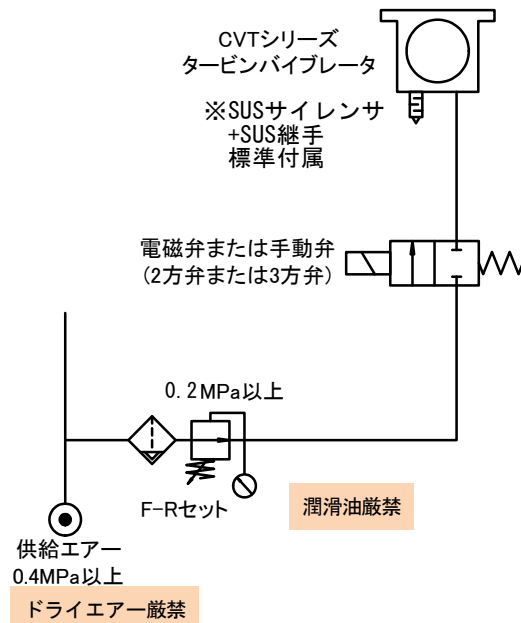 CVTシリーズ
タービンバイブレータ
※SUSサイレンサ
+SUS継手
標準付属
電磁弁または手動弁
(2方弁または3方弁)
0.2MPa以上
F-Rセット
潤滑油厳禁
供給エアー
0.4MPa以上
ドライエアー厳禁